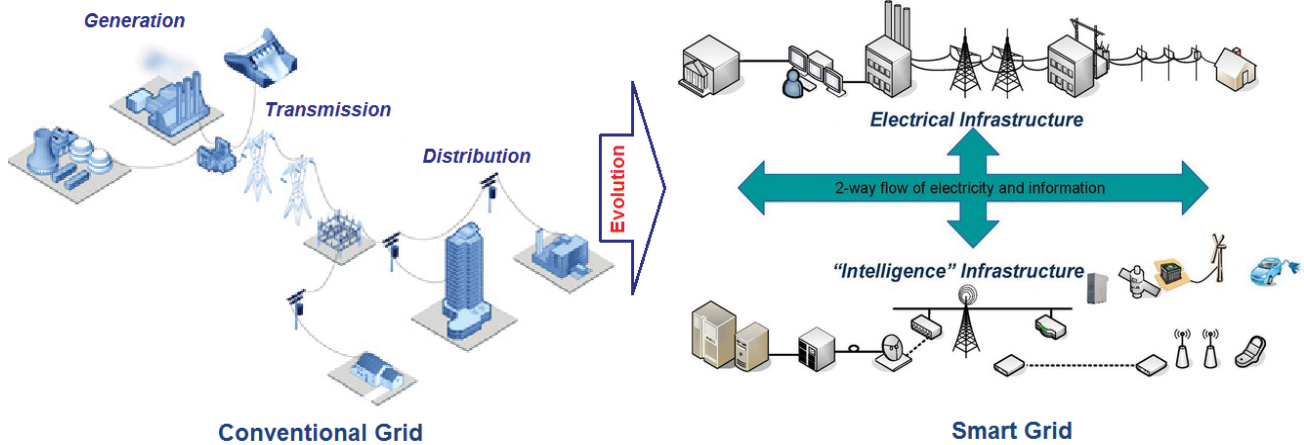 Generation
Transmission
Distribution
Conventional Grid
Evolution
Electrical Infrastructure
2-way flow of electricity and information
“Intelligence” Infrastructure
Smart Grid